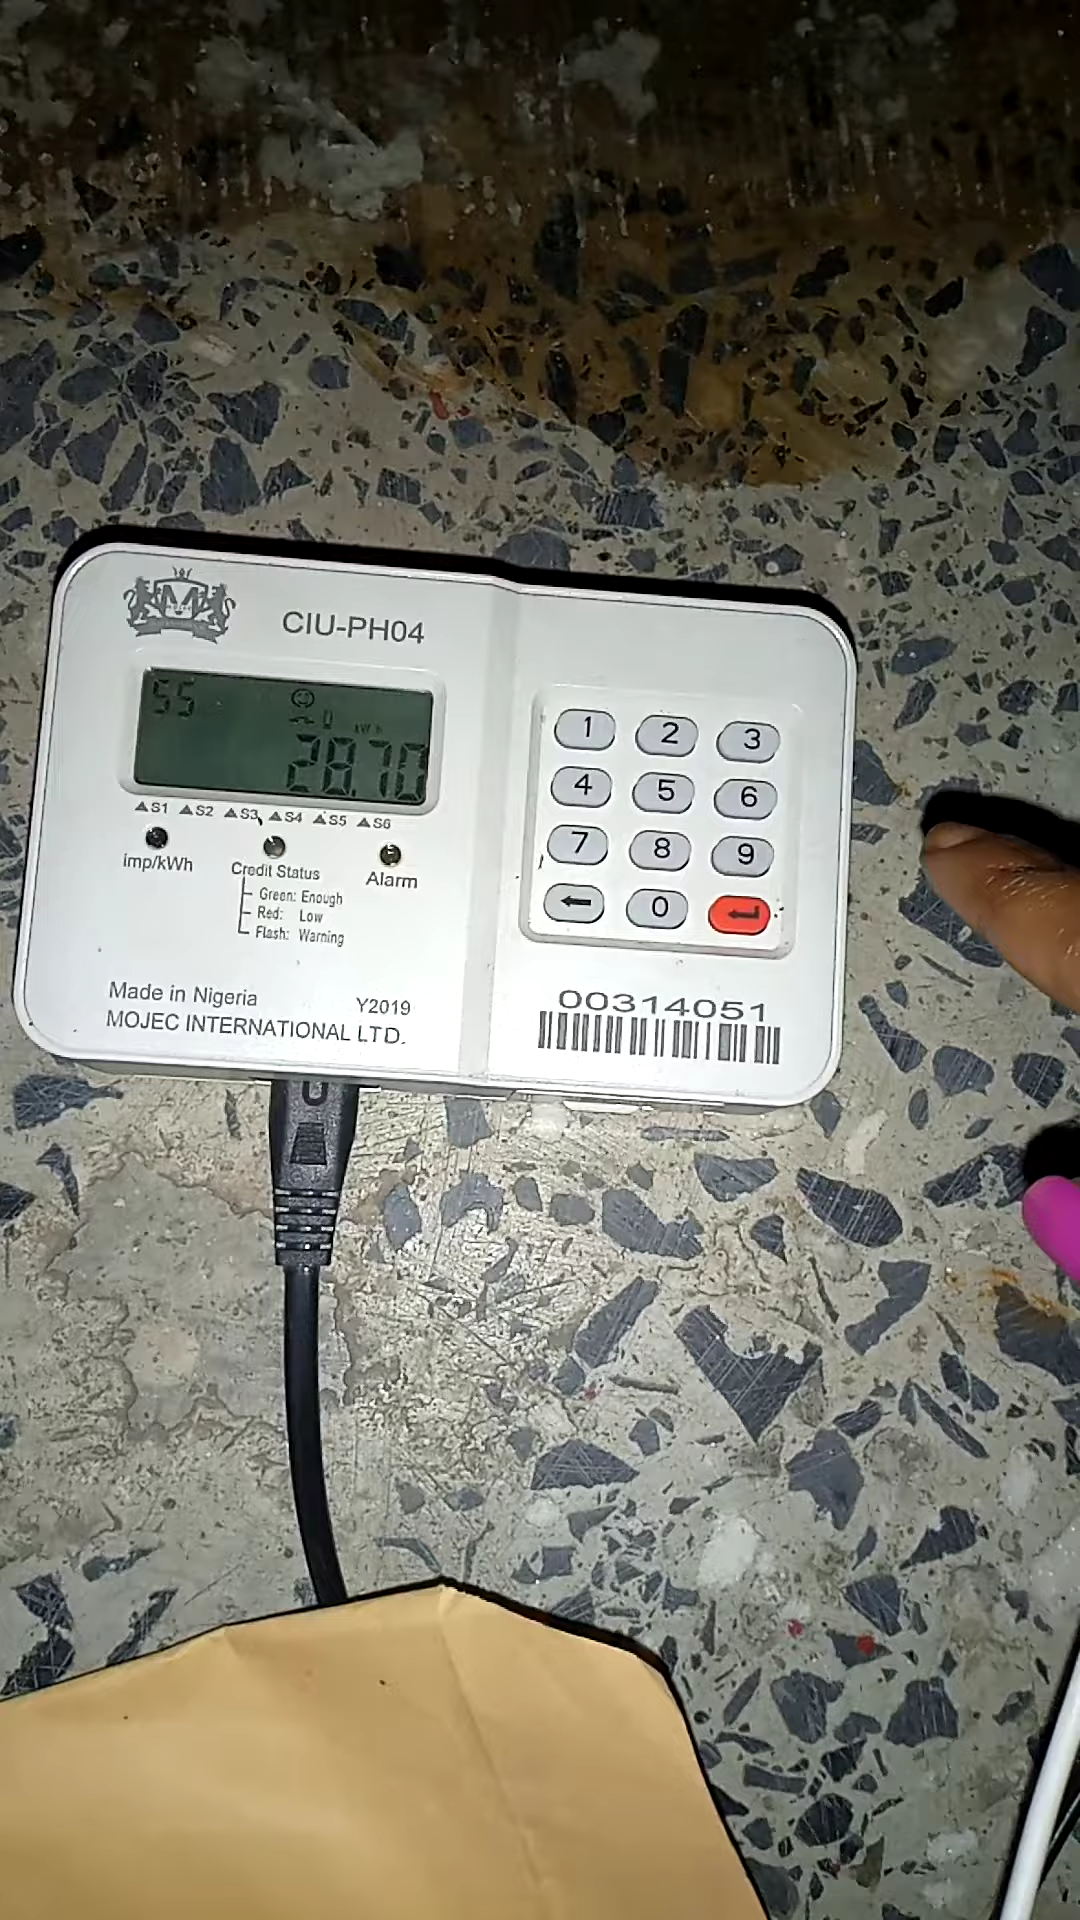 CIU-PH04
55
kWh
28.70
▲S1 ▲S2 ▲S3 ▲S4 ▲S5 ▲S6
imp/kWh
Credit Status
Alarm
Green: Enough
Red: Low
Flash: Warning
Made in Nigeria Y2019
MOJEC INTERNATIONAL LTD.
1 2 3
4 5 6
7 8 9
← 0 ↵
00314051